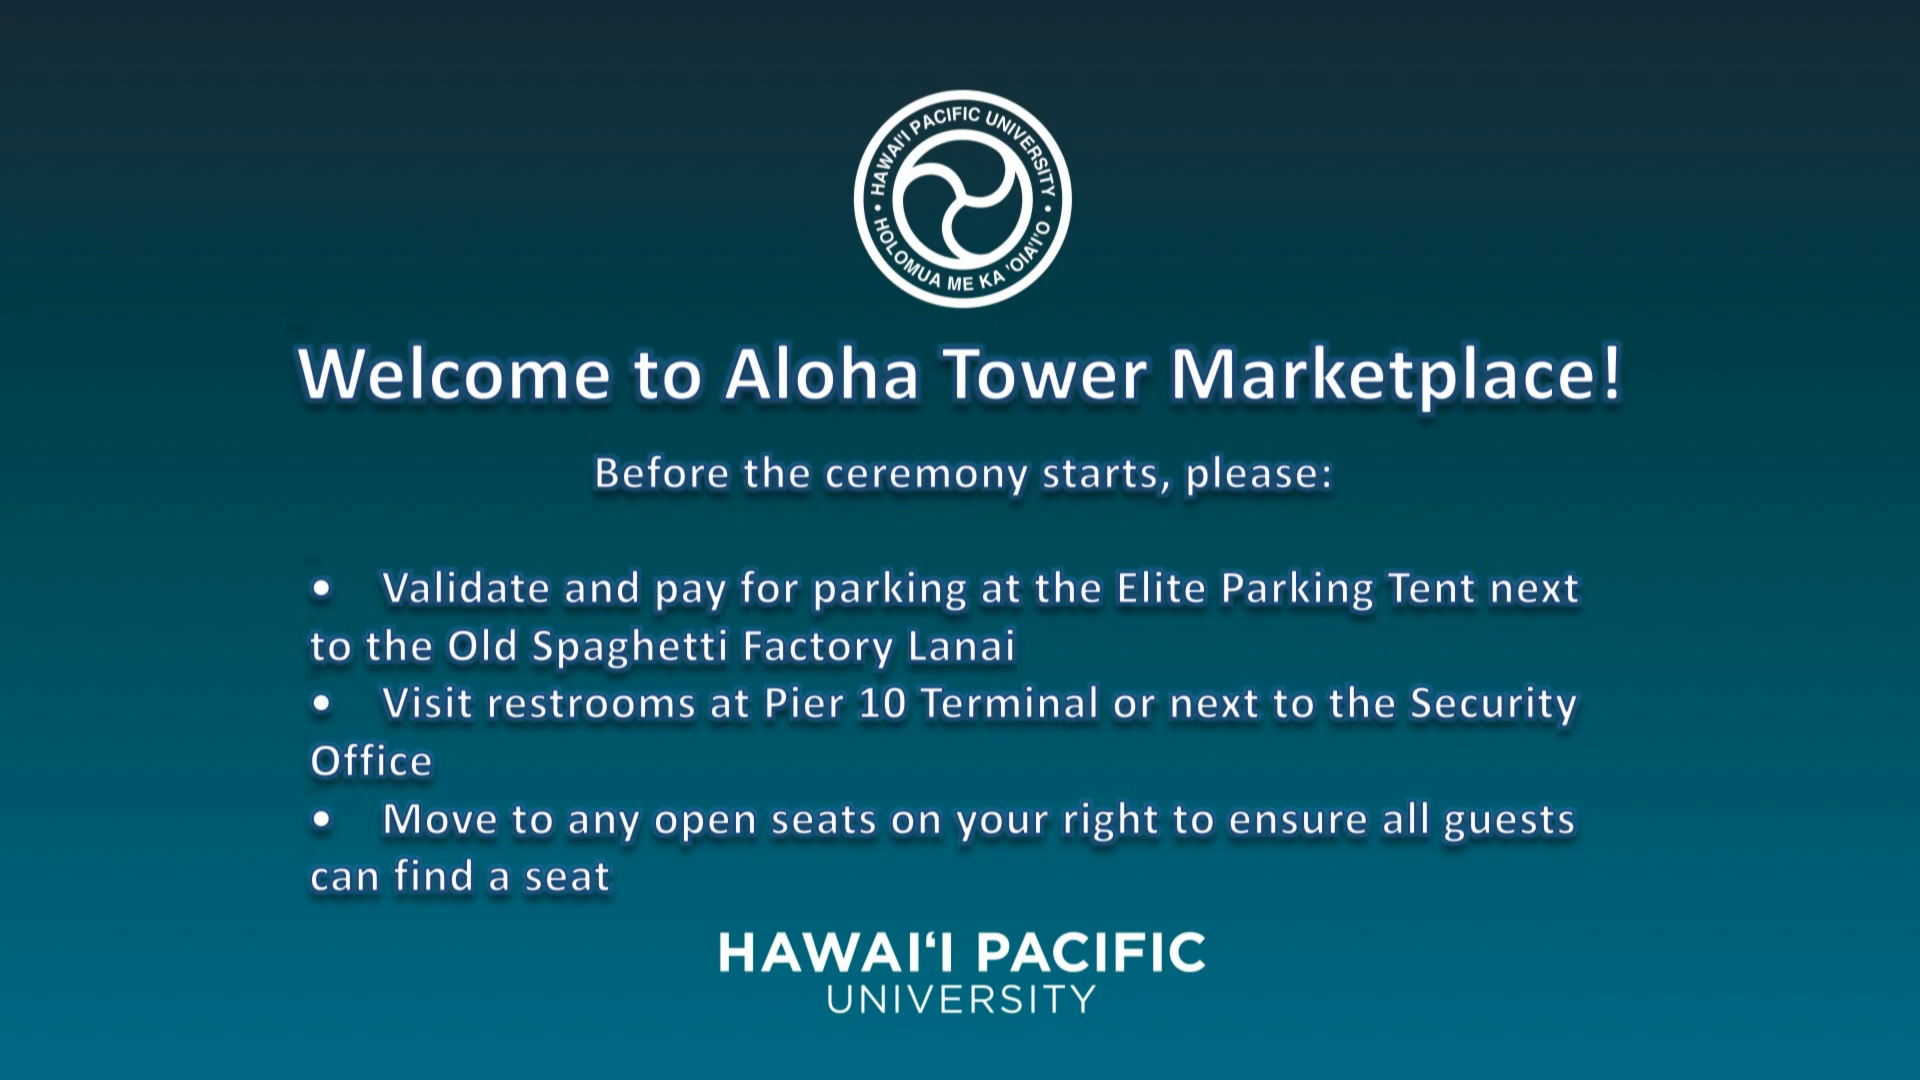 HAWAI'I PACIFIC UNIVERSITY
• HOLOMUA ME KA 'OIA'I'O •
Welcome to Aloha Tower Marketplace!
Before the ceremony starts, please:
• Validate and pay for parking at the Elite Parking Tent next
to the Old Spaghetti Factory Lanai
• Visit restrooms at Pier 10 Terminal or next to the Security
Office
• Move to any open seats on your right to ensure all guests
can find a seat
HAWAI‘I PACIFIC
UNIVERSITY